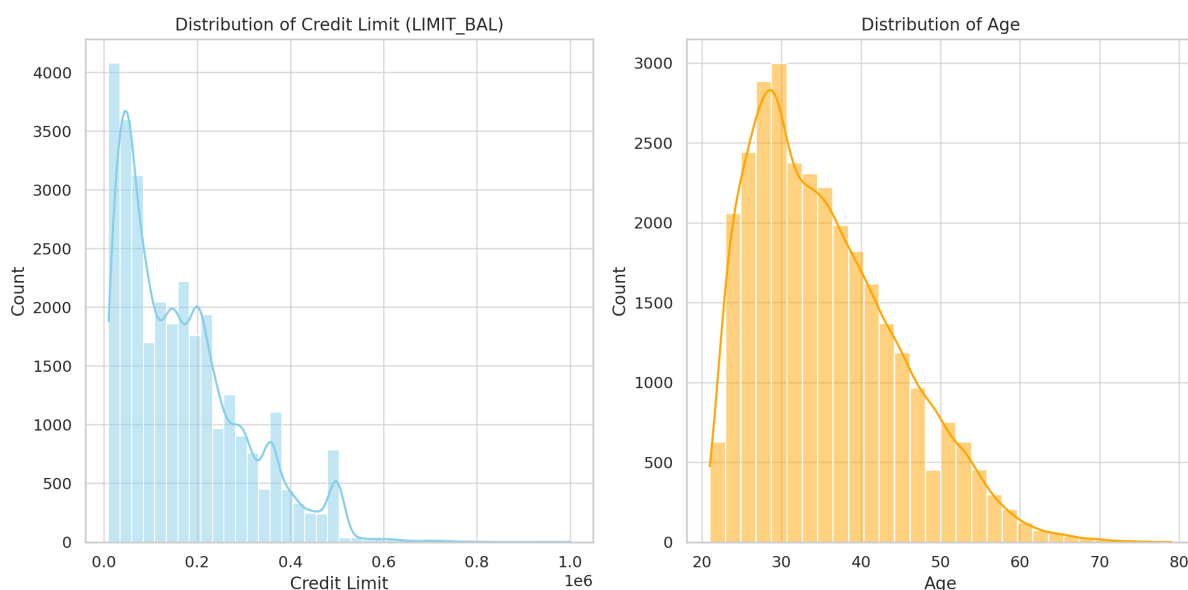 Distribution of Credit Limit (LIMIT_BAL)
Count
4000
3500
3000
2500
2000
1500
1000
500
0
0.0 0.2 0.4 0.6 0.8 1.0
1e6
Credit Limit
Distribution of Age
Count
3000
2500
2000
1500
1000
500
0
20 30 40 50 60 70 80
Age